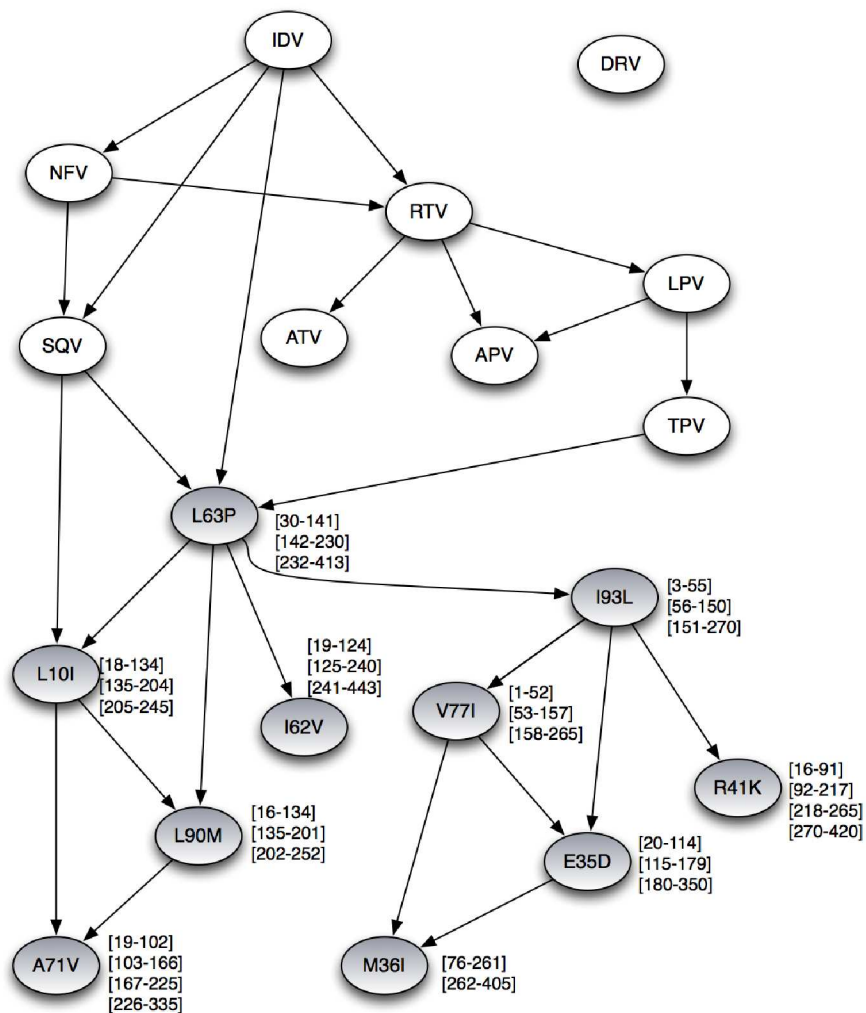 IDV
DRV
NFV
RTV
LPV
ATV
APV
SQV
TPV
L63P
[30-141]
[142-230]
[232-413]
I93L
[3-55]
[56-150]
[151-270]
L10I
[18-134]
[135-204]
[205-245]
[19-124]
[125-240]
[241-443]
I62V
V77I
[1-52]
[53-157]
[158-265]
R41K
[16-91]
[92-217]
[218-265]
[270-420]
L90M
[16-134]
[135-201]
[202-252]
E35D
[20-114]
[115-179]
[180-350]
A71V
[19-102]
[103-166]
[167-225]
[226-335]
M36I
[76-261]
[262-405]